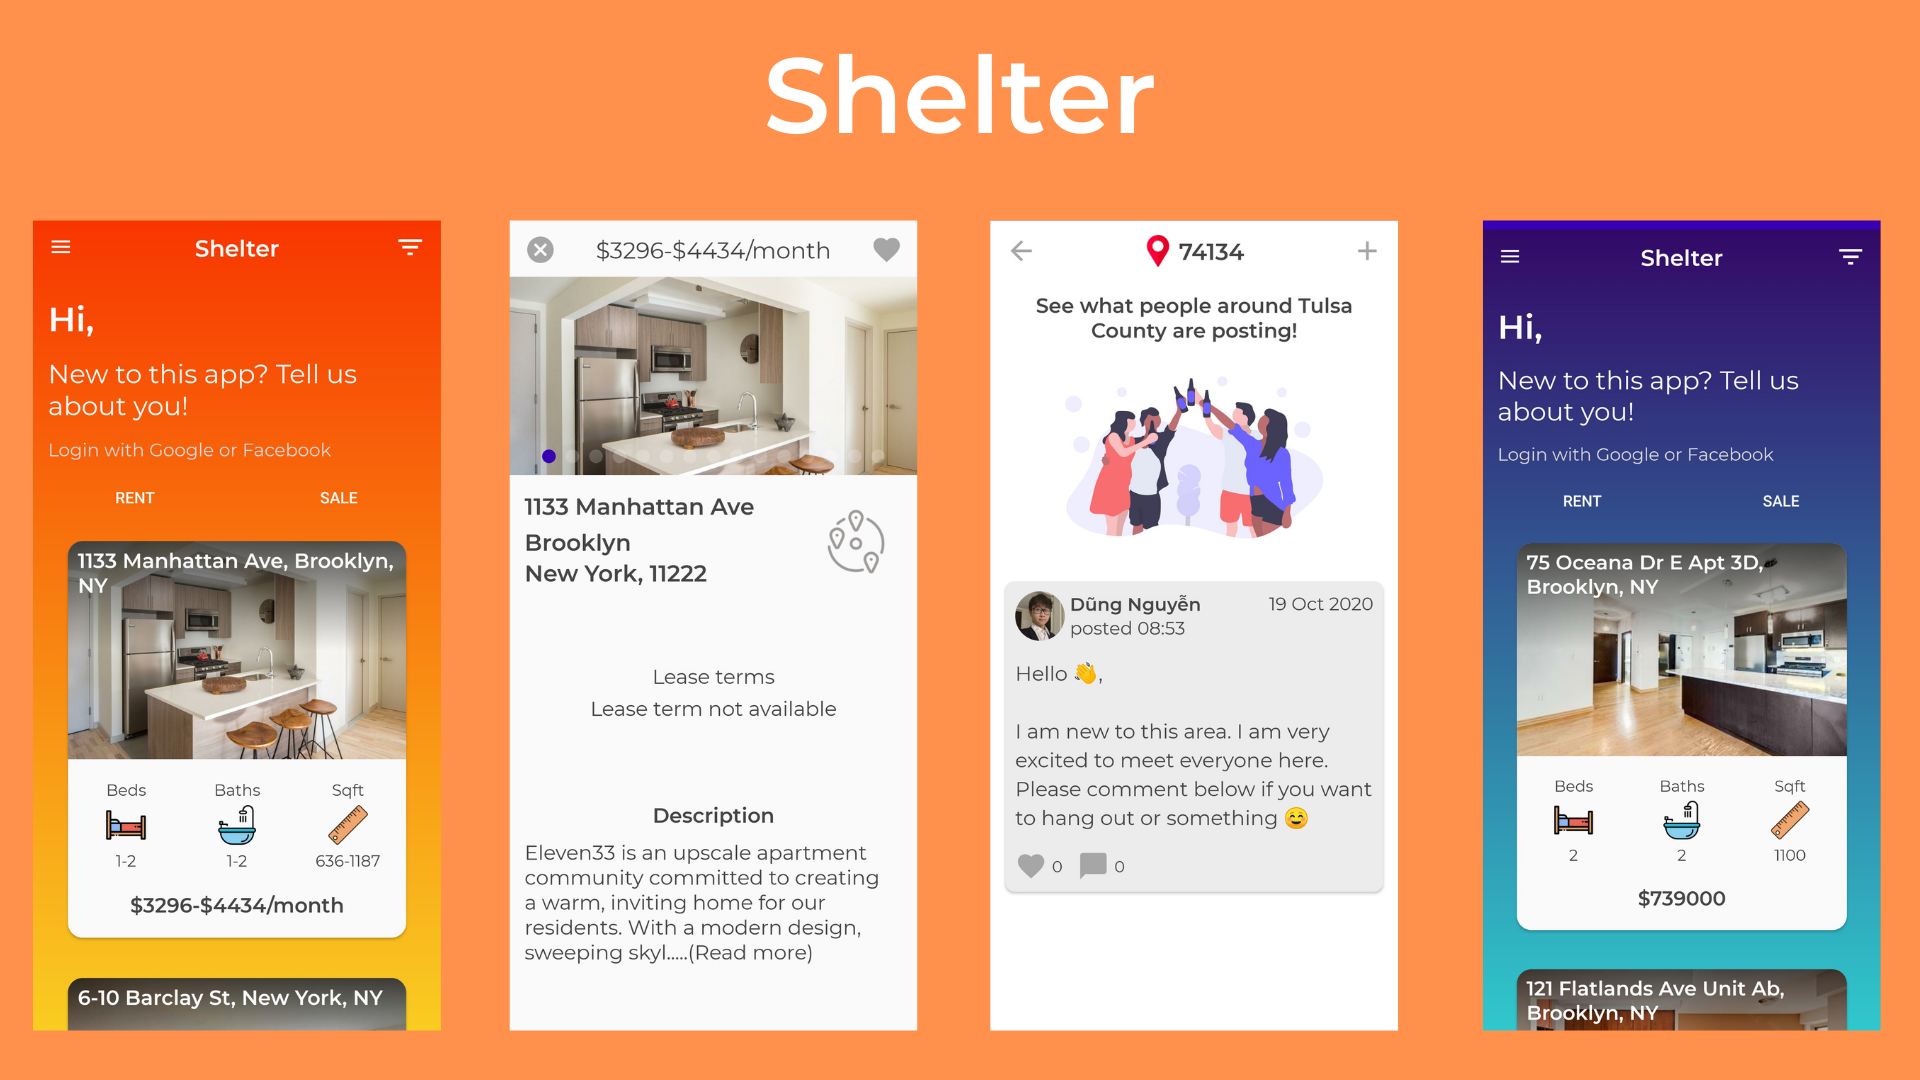 Shelter
Shelter
Hi,
New to this app? Tell us
about you!
Login with Google or Facebook
RENT
SALE
1133 Manhattan Ave, Brooklyn,
NY
Beds
Baths
Sqft
1-2
1-2
636-1187
$3296-$4434/month
6-10 Barclay St, New York, NY
$3296-$4434/month
1133 Manhattan Ave
Brooklyn
New York, 11222
Lease terms
Lease term not available
Description
Eleven33 is an upscale apartment
community committed to creating
a warm, inviting home for our
residents. With a modern design,
sweeping skyl.....(Read more)
74134
See what people around Tulsa
County are posting!
Dũng Nguyễn
19 Oct 2020
posted 08:53
Hello 👋,
I am new to this area. I am very
excited to meet everyone here.
Please comment below if you want
to hang out or something 😊
0
0
Shelter
Hi,
New to this app? Tell us
about you!
Login with Google or Facebook
RENT
SALE
75 Oceana Dr E Apt 3D,
Brooklyn, NY
Beds
Baths
Sqft
2
2
1100
$739000
121 Flatlands Ave Unit Ab,
Brooklyn, NY